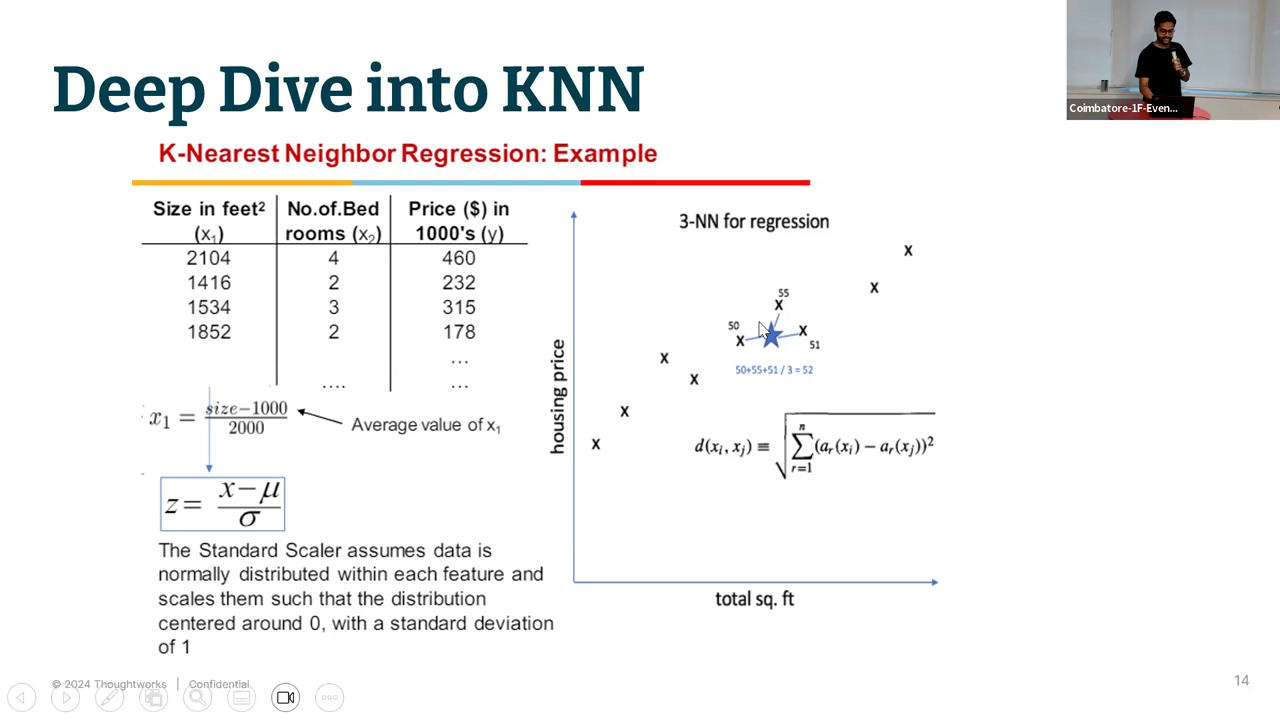 Deep Dive into KNN
Coimbatore-1F-Even...
K-Nearest Neighbor Regression: Example
Size in feet² (x₁) No.of.Bed rooms (x₂) Price ($) in 1000's (y)
2104 4 460
1416 2 232
1534 3 315
1852 2 178
...
.... ...
x₁ = size−1000 / 2000
Average value of x₁
z = x − μ / σ
The Standard Scaler assumes data is
normally distributed within each feature and
scales them such that the distribution
centered around 0, with a standard deviation
of 1
3-NN for regression
x
x
55
x
50
x
x
51
50+55+51 / 3 = 52
x
x
x
x
d(xᵢ, xⱼ) ≡ √ ∑ⁿᵣ₌₁ (aᵣ(xᵢ) − aᵣ(xⱼ))²
housing price
total sq. ft
© 2024 Thoughtworks | Confidential
14